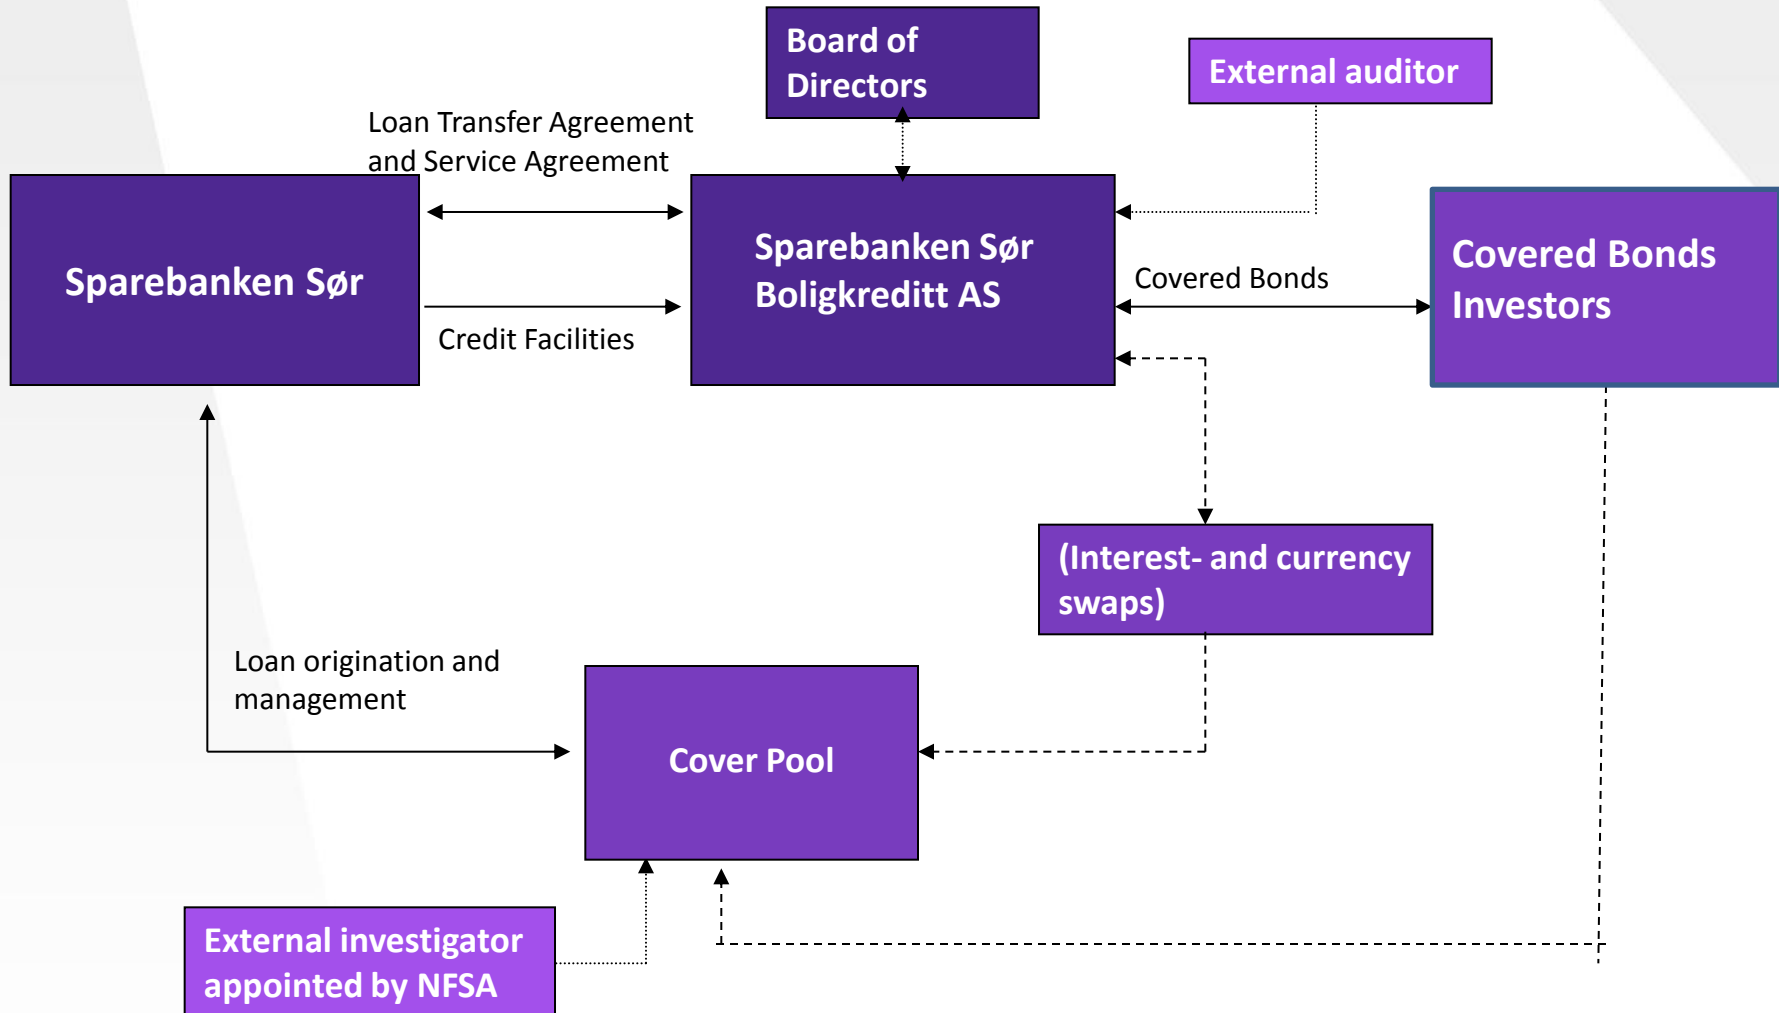 Board of
Directors
External auditor
Loan Transfer Agreement
and Service Agreement
Sparebanken Sør
Sparebanken Sør
Boligkreditt AS
Covered Bonds
Covered Bonds
Investors
Credit Facilities
(Interest- and currency
swaps)
Loan origination and
management
Cover Pool
External investigator
appointed by NFSA